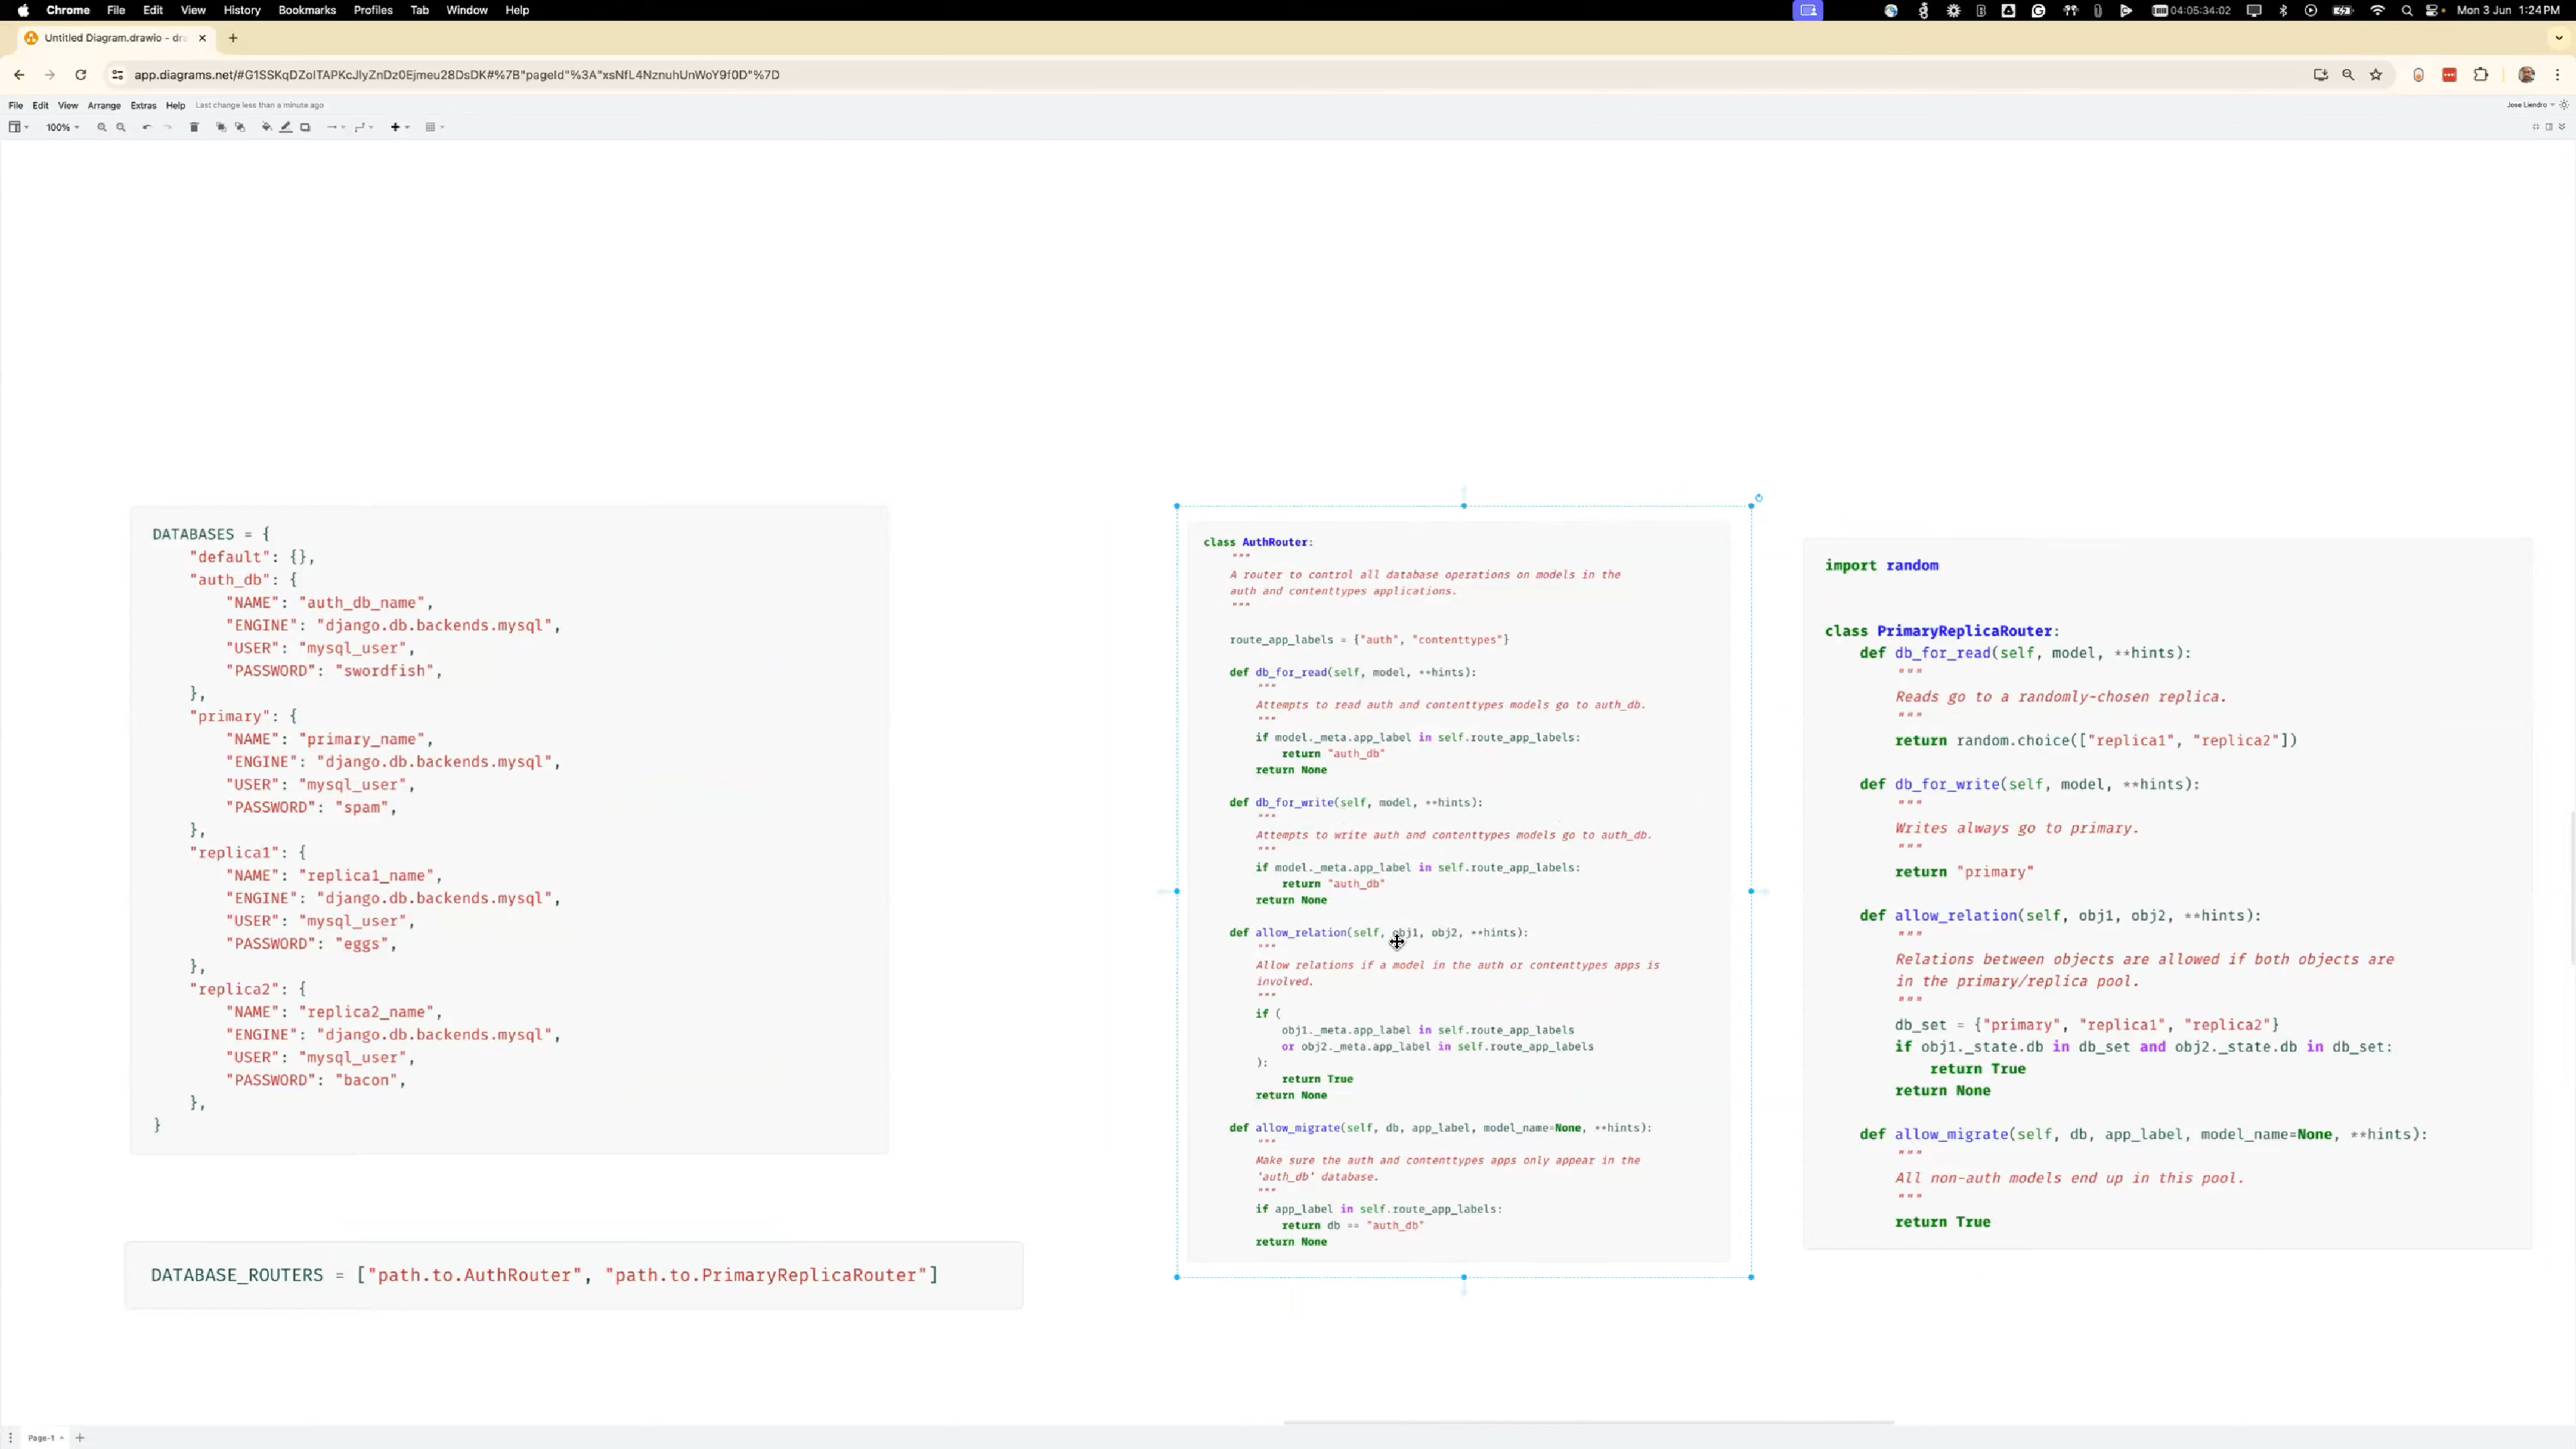 Chrome File Edit View History Bookmarks Profiles Tab Window Help
04:05:34:02 Mon 3 Jun 1:24 PM
Untitled Diagram.drawio - dra
File Edit View Arrange Extras Help Last change less than a minute ago
Jose Liendro
100%
DATABASES = {
"default": {},
"auth_db": {
"NAME": "auth_db_name",
"ENGINE": "django.db.backends.mysql",
"USER": "mysql_user",
"PASSWORD": "swordfish",
},
"primary": {
"NAME": "primary_name",
"ENGINE": "django.db.backends.mysql",
"USER": "mysql_user",
"PASSWORD": "spam",
},
"replica1": {
"NAME": "replica1_name",
"ENGINE": "django.db.backends.mysql",
"USER": "mysql_user",
"PASSWORD": "eggs",
},
"replica2": {
"NAME": "replica2_name",
"ENGINE": "django.db.backends.mysql",
"USER": "mysql_user",
"PASSWORD": "bacon",
},
}
DATABASE_ROUTERS = ["path.to.AuthRouter", "path.to.PrimaryReplicaRouter"]
class AuthRouter:
"""
A router to control all database operations on models in the
auth and contenttypes applications.
"""
route_app_labels = {"auth", "contenttypes"}
def db_for_read(self, model, **hints):
"""
Attempts to read auth and contenttypes models go to auth_db.
"""
if model._meta.app_label in self.route_app_labels:
return "auth_db"
return None
def db_for_write(self, model, **hints):
"""
Attempts to write auth and contenttypes models go to auth_db.
"""
if model._meta.app_label in self.route_app_labels:
return "auth_db"
return None
def allow_relation(self, obj1, obj2, **hints):
"""
Allow relations if a model in the auth or contenttypes apps is
involved.
"""
if (
obj1._meta.app_label in self.route_app_labels
or obj2._meta.app_label in self.route_app_labels
):
return True
return None
def allow_migrate(self, db, app_label, model_name=None, **hints):
"""
Make sure the auth and contenttypes apps only appear in the
'auth_db' database.
"""
if app_label in self.route_app_labels:
return db == "auth_db"
return None
import random
class PrimaryReplicaRouter:
def db_for_read(self, model, **hints):
"""
Reads go to a randomly-chosen replica.
"""
return random.choice(["replica1", "replica2"])
def db_for_write(self, model, **hints):
"""
Writes always go to primary.
"""
return "primary"
def allow_relation(self, obj1, obj2, **hints):
"""
Relations between objects are allowed if both objects are
in the primary/replica pool.
"""
db_set = {"primary", "replica1", "replica2"}
if obj1._state.db in db_set and obj2._state.db in db_set:
return True
return None
def allow_migrate(self, db, app_label, model_name=None, **hints):
"""
All non-auth models end up in this pool.
"""
return True
Page-1